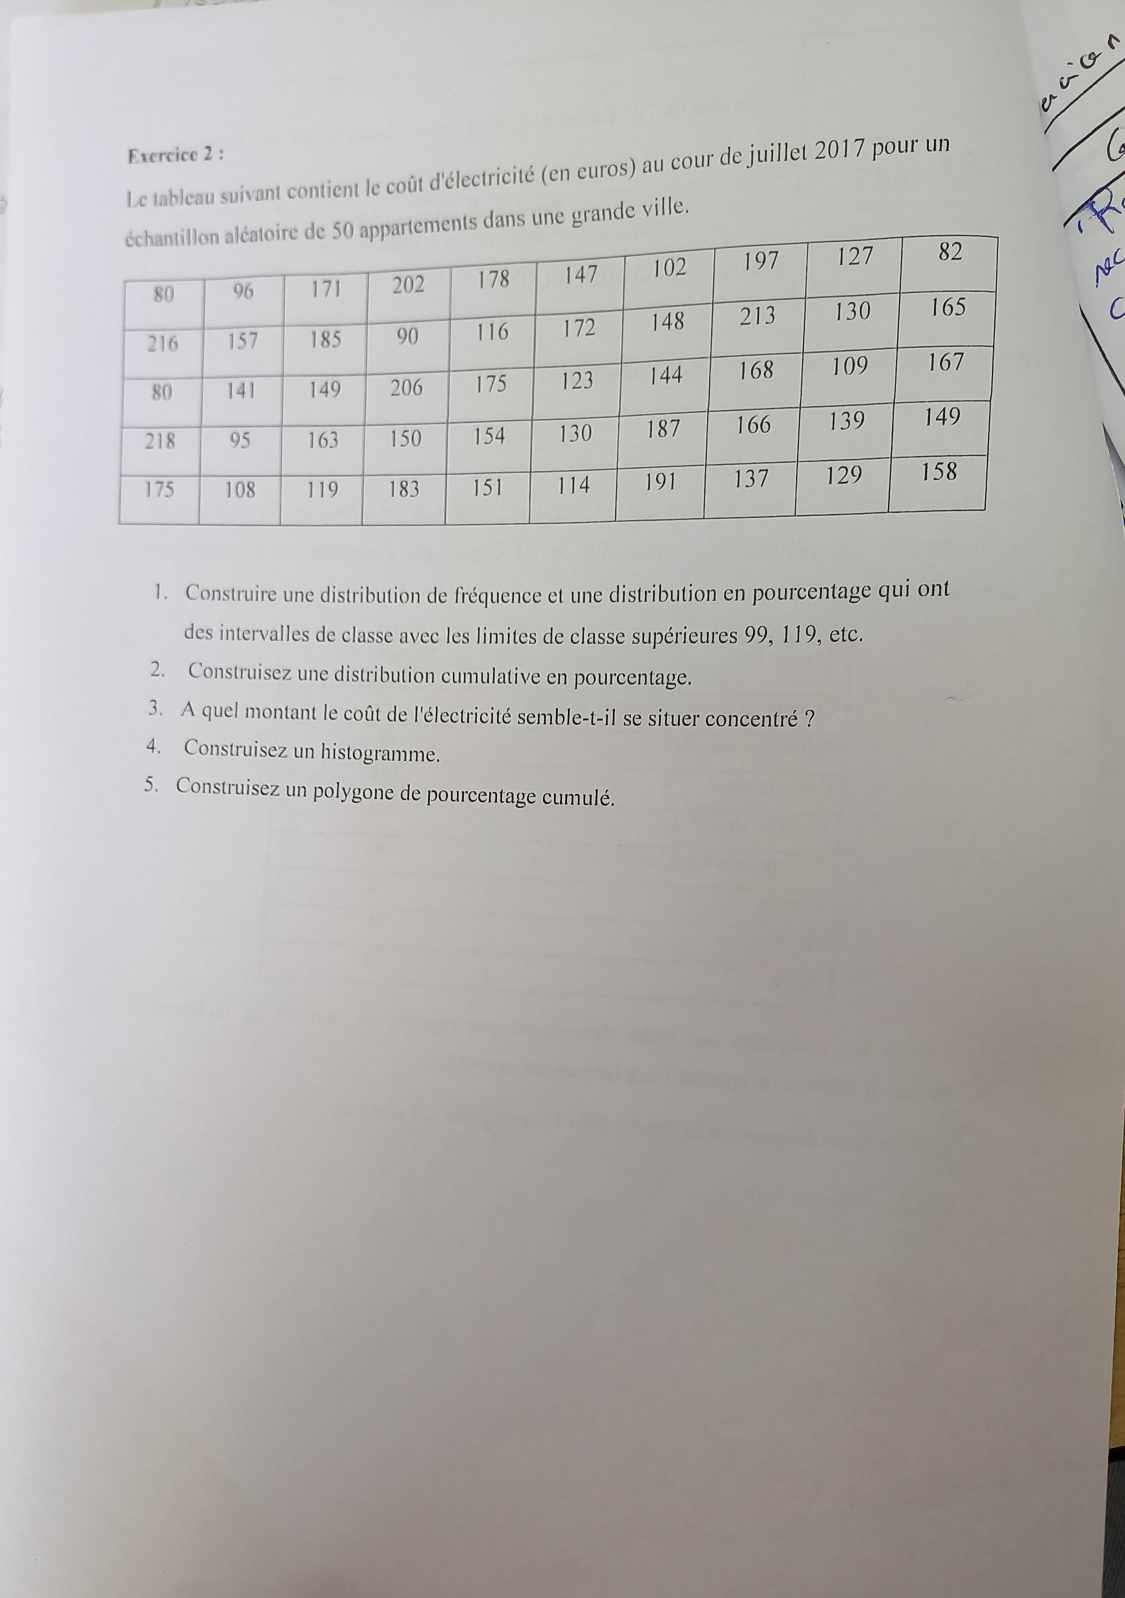 Exercice 2 :
Le tableau suivant contient le coût d'électricité (en euros) au cour de juillet 2017 pour un
échantillon aléatoire de 50 appartements dans une grande ville.
80 96 171 202 178 147 102 197 127 82
216 157 185 90 116 172 148 213 130 165
80 141 149 206 175 123 144 168 109 167
218 95 163 150 154 130 187 166 139 149
175 108 119 183 151 114 191 137 129 158
1. Construire une distribution de fréquence et une distribution en pourcentage qui ont
des intervalles de classe avec les limites de classe supérieures 99, 119, etc.
2. Construisez une distribution cumulative en pourcentage.
3. A quel montant le coût de l'électricité semble-t-il se situer concentré ?
4. Construisez un histogramme.
5. Construisez un polygone de pourcentage cumulé.